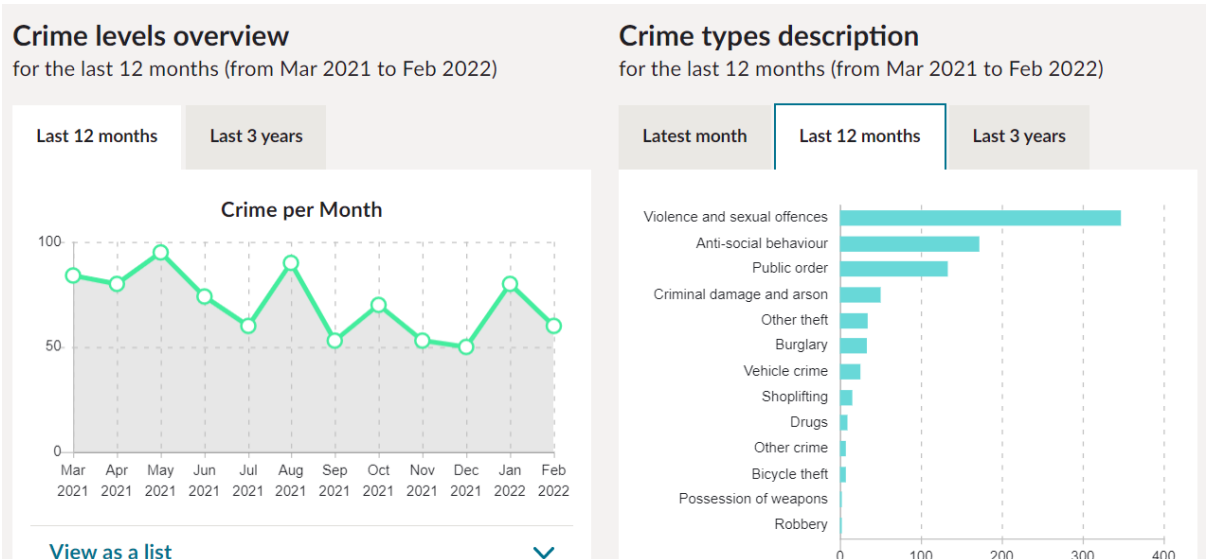 Crime levels overview
for the last 12 months (from Mar 2021 to Feb 2022)
Last 12 months
Last 3 years
Crime per Month
100
50
0
Mar Apr May Jun Jul Aug Sep Oct Nov Dec Jan Feb
2021 2021 2021 2021 2021 2021 2021 2021 2021 2021 2022 2022
View as a list
Crime types description
for the last 12 months (from Mar 2021 to Feb 2022)
Latest month
Last 12 months
Last 3 years
Violence and sexual offences
Anti-social behaviour
Public order
Criminal damage and arson
Other theft
Burglary
Vehicle crime
Shoplifting
Drugs
Other crime
Bicycle theft
Possession of weapons
Robbery
0 100 200 300 400